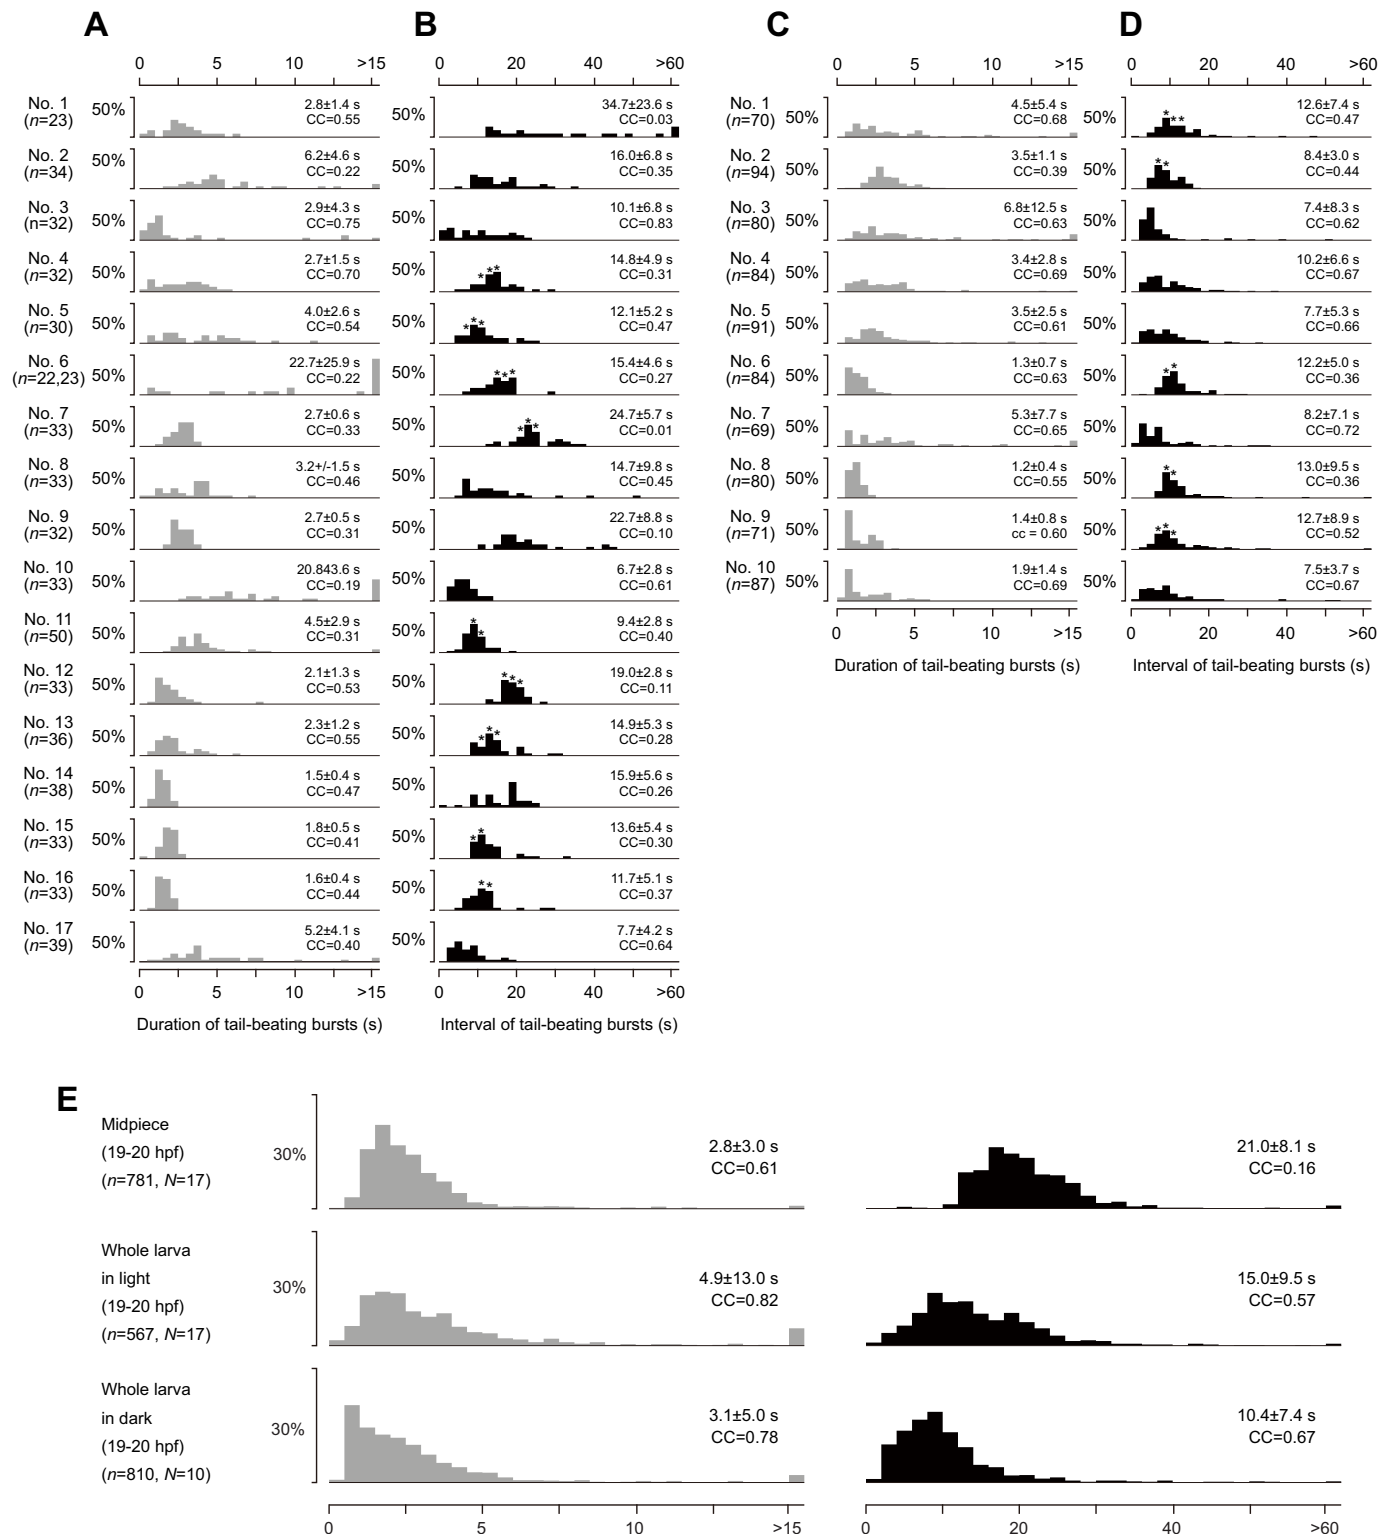 A
B
C
D
0 5 10 >15
0 20 40 >60
0 5 10 >15
0 20 40 >60
No. 1
(n=23)
50%
2.8±1.4 s
CC=0.55
50%
34.7±23.6 s
CC=0.03
No. 2
(n=34)
50%
6.2±4.6 s
CC=0.22
50%
16.0±6.8 s
CC=0.35
No. 3
(n=32)
50%
2.9±4.3 s
CC=0.75
50%
10.1±6.8 s
CC=0.83
No. 4
(n=32)
50%
2.7±1.5 s
CC=0.70
50%
***
14.8±4.9 s
CC=0.31
No. 5
(n=30)
50%
4.0±2.6 s
CC=0.54
50%
***
12.1±5.2 s
CC=0.47
No. 6
(n=22,23)
50%
22.7±25.9 s
CC=0.22
50%
***
15.4±4.6 s
CC=0.27
No. 7
(n=33)
50%
2.7±0.6 s
CC=0.33
50%
***
24.7±5.7 s
CC=0.01
No. 8
(n=33)
50%
3.2+/-1.5 s
CC=0.46
50%
14.7±9.8 s
CC=0.45
No. 9
(n=32)
50%
2.7±0.5 s
CC=0.31
50%
22.7±8.8 s
CC=0.10
No. 10
(n=33)
50%
20.843.6 s
CC=0.19
50%
6.7±2.8 s
CC=0.61
No. 11
(n=50)
50%
4.5±2.9 s
CC=0.31
50%
**
9.4±2.8 s
CC=0.40
No. 12
(n=33)
50%
2.1±1.3 s
CC=0.53
50%
***
19.0±2.8 s
CC=0.11
No. 13
(n=36)
50%
2.3±1.2 s
CC=0.55
50%
***
14.9±5.3 s
CC=0.28
No. 14
(n=38)
50%
1.5±0.4 s
CC=0.47
50%
15.9±5.6 s
CC=0.26
No. 15
(n=33)
50%
1.8±0.5 s
CC=0.41
50%
**
13.6±5.4 s
CC=0.30
No. 16
(n=33)
50%
1.6±0.4 s
CC=0.44
50%
**
11.7±5.1 s
CC=0.37
No. 17
(n=39)
50%
5.2±4.1 s
CC=0.40
50%
7.7±4.2 s
CC=0.64
0 5 10 >15
0 20 40 >60
Duration of tail-beating bursts (s)
Interval of tail-beating bursts (s)
No. 1
(n=70)
50%
4.5±5.4 s
CC=0.68
50%
***
12.6±7.4 s
CC=0.47
No. 2
(n=94)
50%
3.5±1.1 s
CC=0.39
50%
**
8.4±3.0 s
CC=0.44
No. 3
(n=80)
50%
6.8±12.5 s
CC=0.63
50%
7.4±8.3 s
CC=0.62
No. 4
(n=84)
50%
3.4±2.8 s
CC=0.69
50%
10.2±6.6 s
CC=0.67
No. 5
(n=91)
50%
3.5±2.5 s
CC=0.61
50%
7.7±5.3 s
CC=0.66
No. 6
(n=84)
50%
1.3±0.7 s
CC=0.63
50%
**
12.2±5.0 s
CC=0.36
No. 7
(n=69)
50%
5.3±7.7 s
CC=0.65
50%
8.2±7.1 s
CC=0.72
No. 8
(n=80)
50%
1.2±0.4 s
CC=0.55
50%
**
13.0±9.5 s
CC=0.36
No. 9
(n=71)
50%
1.4±0.8 s
cc = 0.60
50%
***
12.7±8.9 s
CC=0.52
No. 10
(n=87)
50%
1.9±1.4 s
CC=0.69
50%
7.5±3.7 s
CC=0.67
0 5 10 >15
0 20 40 >60
Duration of tail-beating bursts (s)
Interval of tail-beating bursts (s)
E
Midpiece
(19-20 hpf)
(n=781, N=17)
30%
2.8±3.0 s
CC=0.61
21.0±8.1 s
CC=0.16
Whole larva
in light
(19-20 hpf)
(n=567, N=17)
30%
4.9±13.0 s
CC=0.82
15.0±9.5 s
CC=0.57
Whole larva
in dark
(19-20 hpf)
(n=810, N=10)
30%
3.1±5.0 s
CC=0.78
10.4±7.4 s
CC=0.67
0 5 10 >15
0 20 40 >60